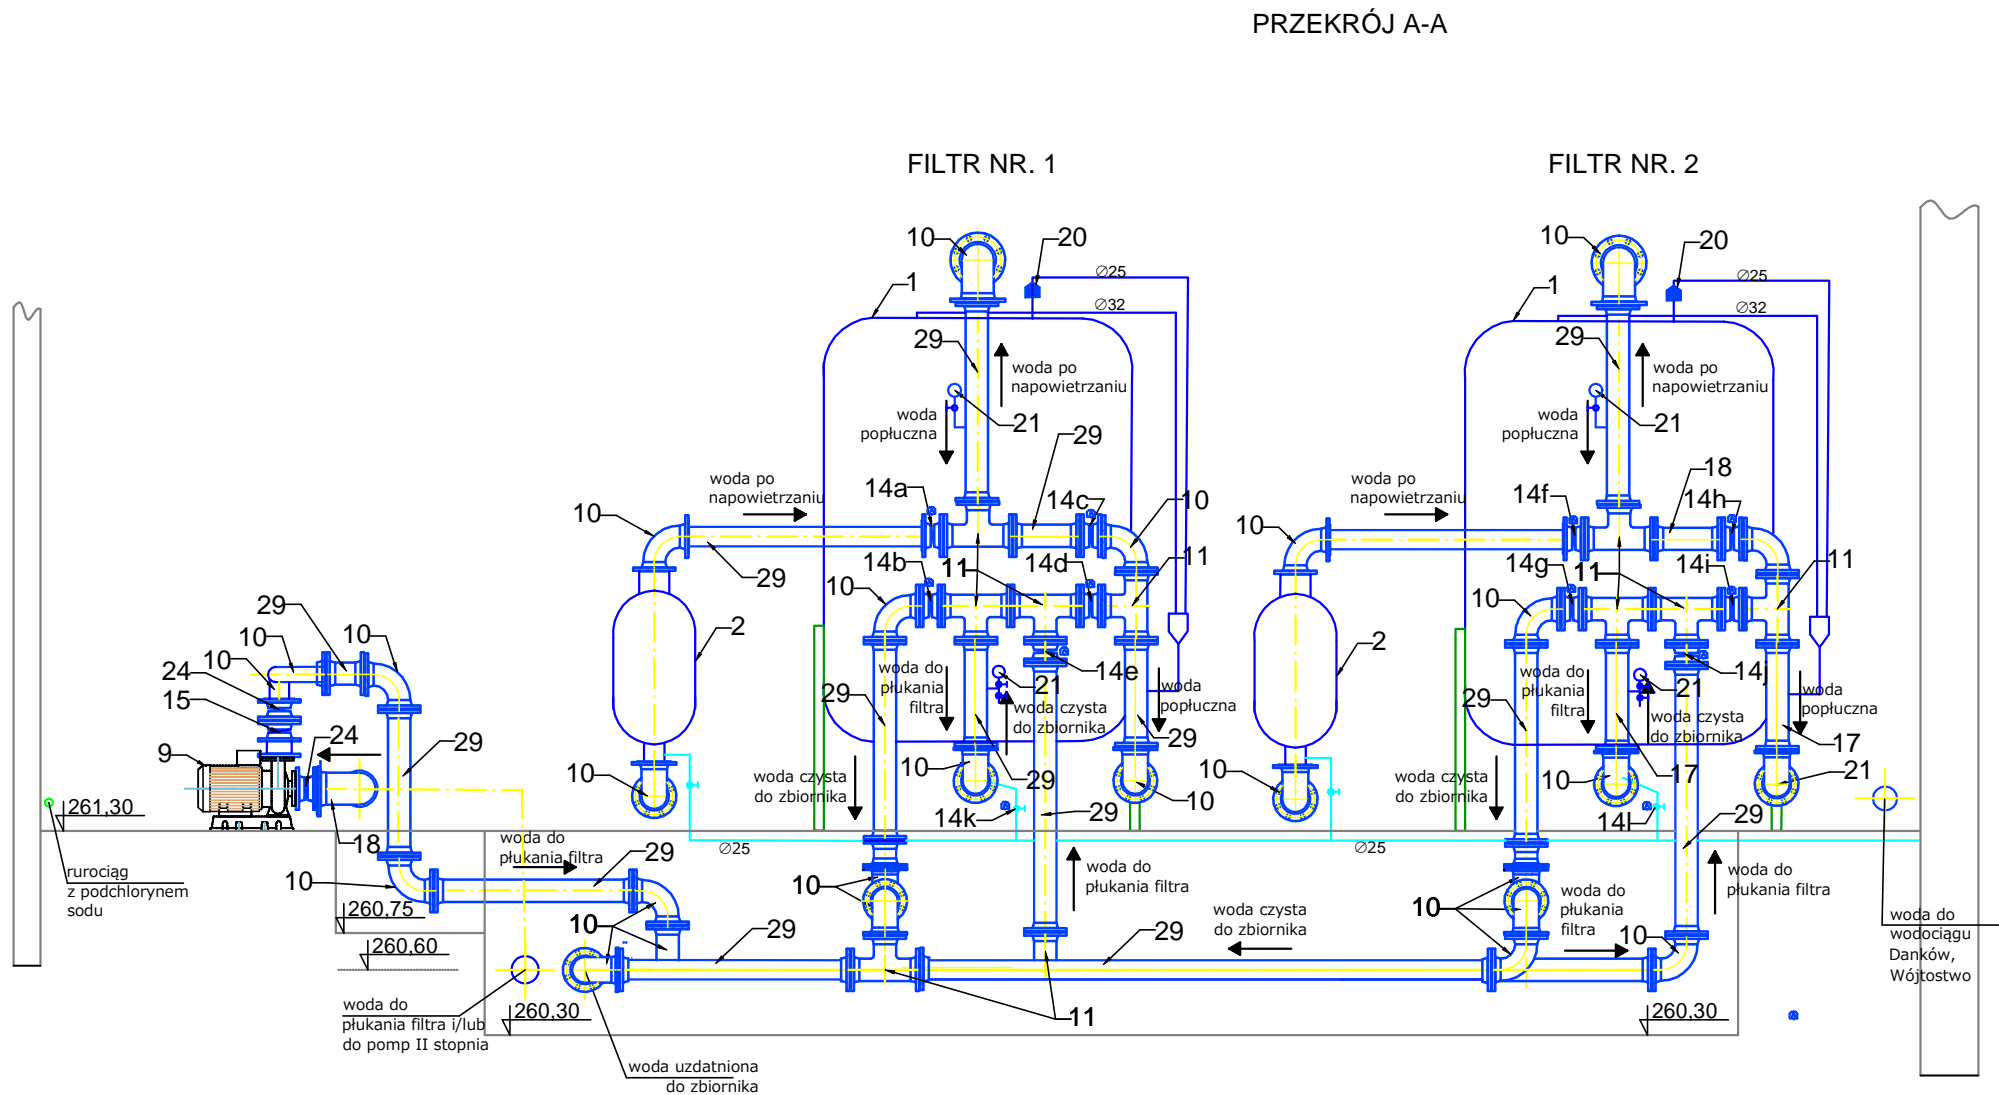 PRZEKRÓJ A-A
FILTR NR. 1
FILTR NR. 2
10
20
∅25
1
∅32
29
woda po
napowietrzaniu
woda
popłuczna
21
29
woda po
napowietrzaniu
14a
14c
10
10
29
14b
11
14d
11
10
2
14e
woda do
płukania
filtra
21
woda
popłuczna
29
woda czysta
do zbiornika
29
10
10
29
10
woda czysta
do zbiornika
14k
29
10
20
∅25
1
∅32
29
woda po
napowietrzaniu
woda
popłuczna
21
18
woda po
napowietrzaniu
14f
14h
10
14g
11
14i
11
10
2
14j
woda do
płukania
filtra
21
woda
popłuczna
29
woda czysta
do zbiornika
17
10
10
17
21
woda czysta
do zbiornika
14l
29
29
10
10
10
24
15
9
24
29
18
261,30
rurociąg
z podchlorynem
sodu
10
260,75
260,60
woda do
płukania filtra
29
∅25
10
10
29
woda do
płukania filtra
29
woda czysta
do zbiornika
∅25
10
woda do
płukania
filtra
10
woda do
płukania filtra
woda do
wodociągu
Danków,
Wójtostwo
woda do
płukania filtra i/lub
do pomp II stopnia
260,30
11
260,30
woda uzdatniona
do zbiornika